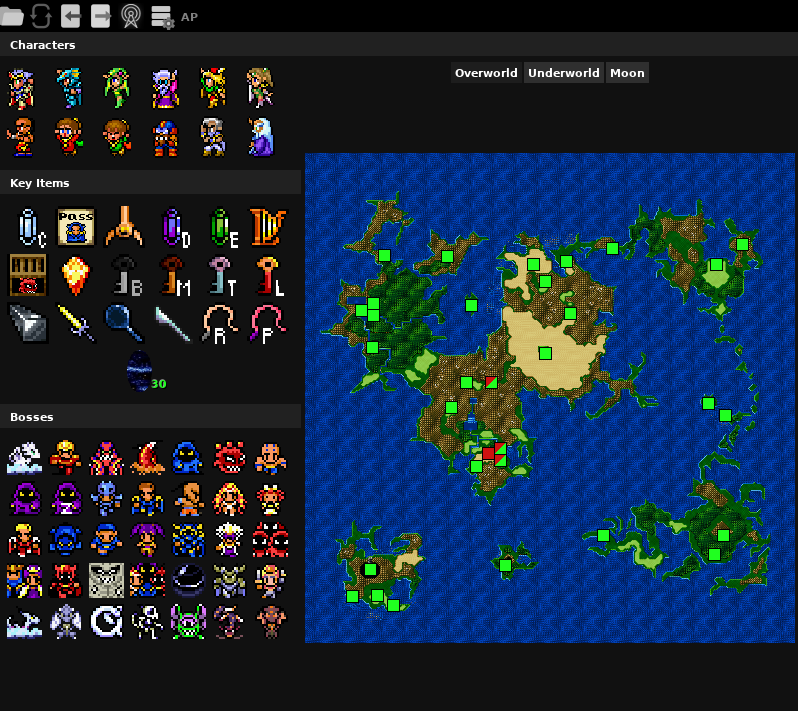 AP
Characters
Overworld Underworld Moon
Key Items
C Pass D E
B M T L
R P
30
Bosses